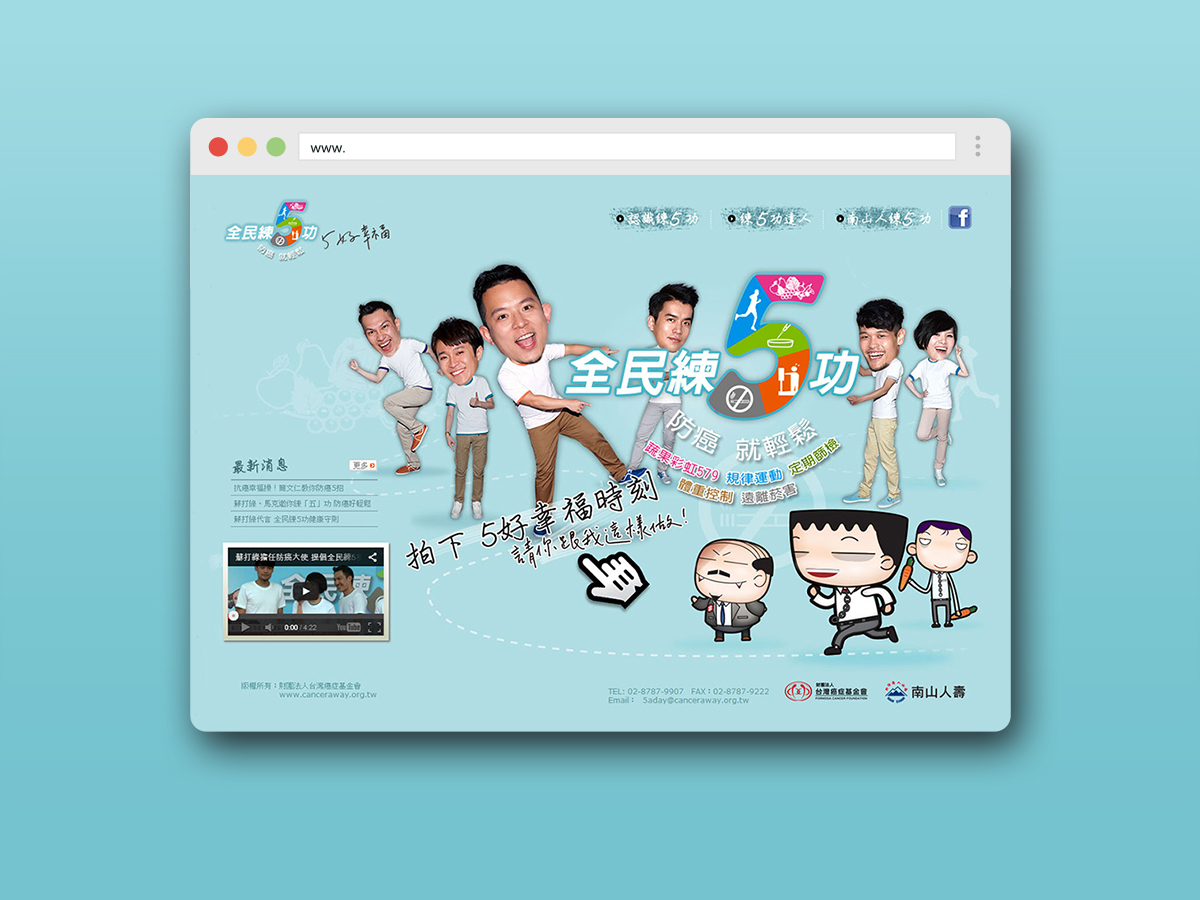 www.
全民練5功
防癌 就輕鬆
5好幸福
認識練5功
練5功達人
南山人練5功
f
全民練5功
防癌 就輕鬆
蔬果彩虹579 規律運動 定期篩檢
體重控制 遠離菸害
拍下 5好幸福時刻
請你跟我這樣做!
最新消息
更多
抗癌幸福操!龍文仁教你防癌5招
蘇打綠、馬克邀你練「五」功 防癌好輕鬆
蘇打綠代言 全民練5功健康守則
蘇打綠擔任防癌大使 提倡全民練5
全民練
0:00 / 4:22
YouTube
版權所有:財團法人台灣癌症基金會
www.canceraway.org.tw
TEL: 02-8787-9907 FAX:02-8787-9222
Email: 5aday@canceraway.org.tw
財團法人
台灣癌症基金會
FORMOSA CANCER FOUNDATION
南山人壽